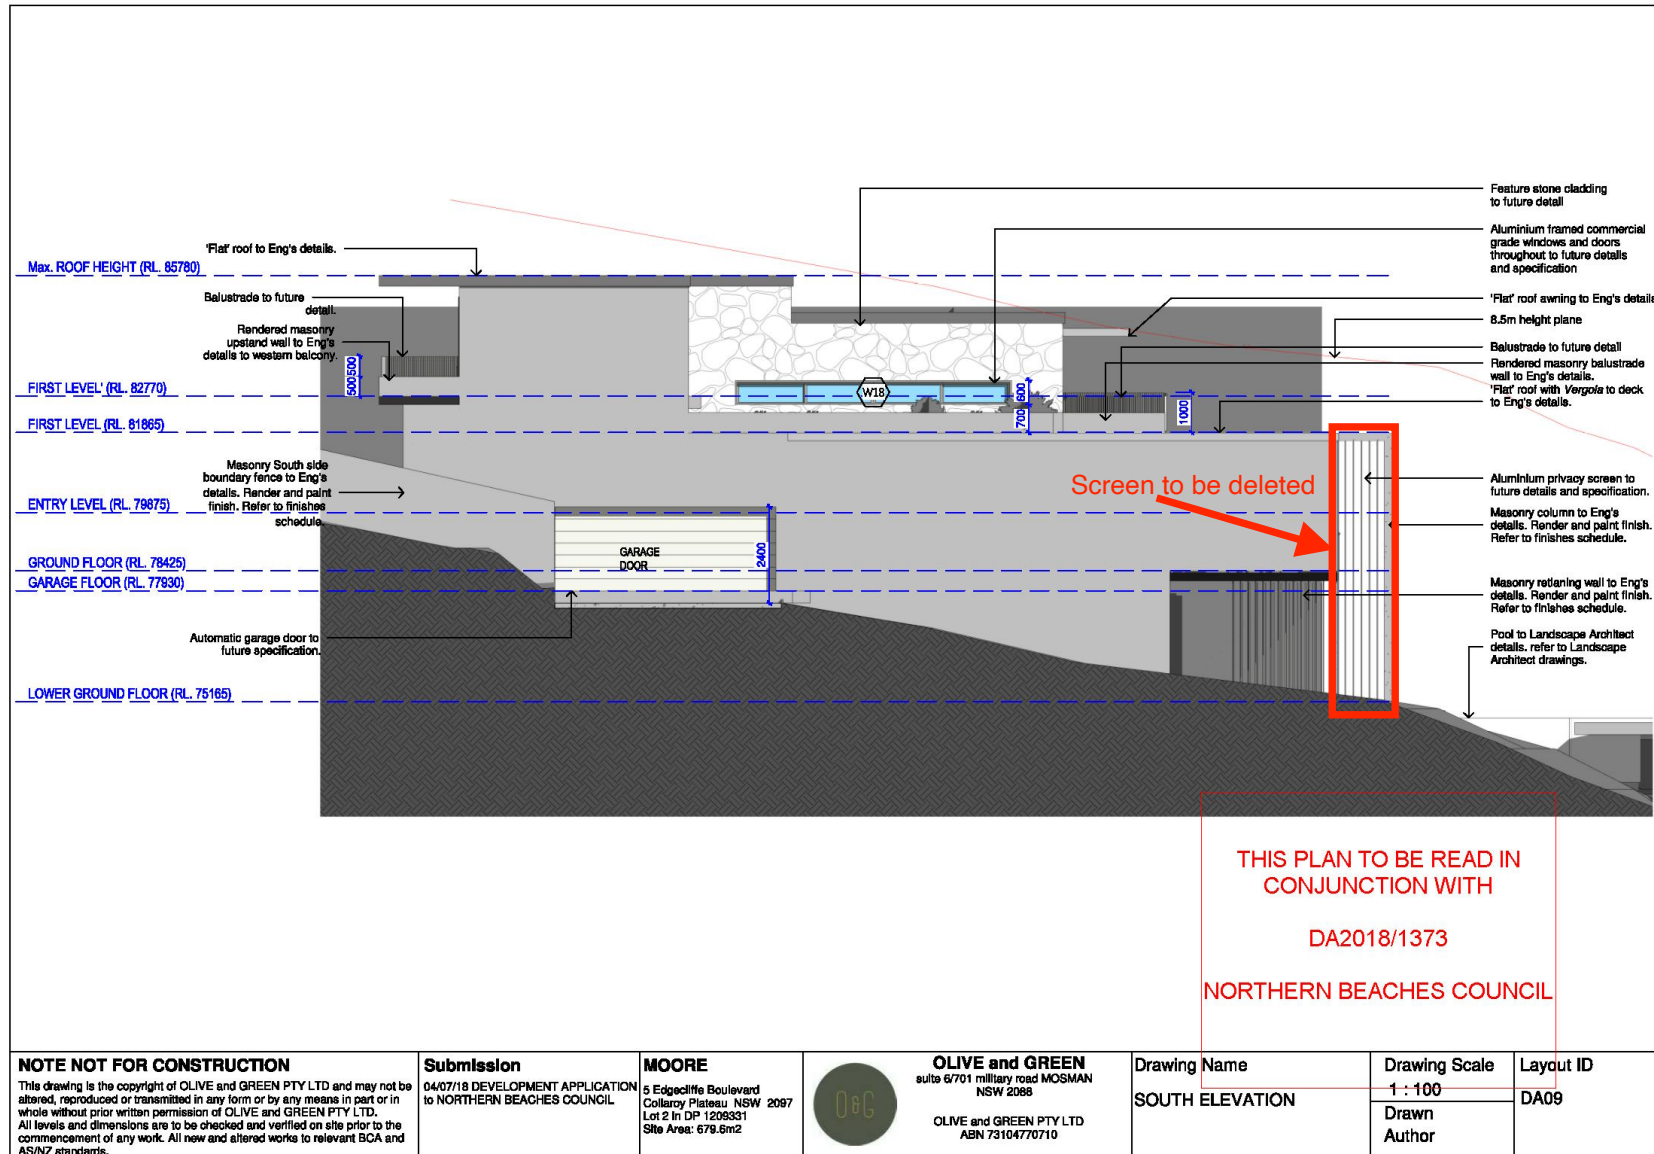 'Flat' roof to Eng's details.
Max. ROOF HEIGHT (RL. 85780)
Balustrade to future
detail.
Rendered masonry
upstand wall to Eng's
details to western balcony.
500
500
FIRST LEVEL' (RL. 82770)
FIRST LEVEL (RL. 81865)
Masonry South side
boundary fence to Eng's
details. Render and paint
finish. Refer to finishes
schedule.
ENTRY LEVEL (RL. 79875)
GROUND FLOOR (RL. 78425)
GARAGE FLOOR (RL. 77930)
Automatic garage door to
future specification.
LOWER GROUND FLOOR (RL. 75165)
GARAGE
DOOR
2400
W18
600
700
1000
Screen to be deleted
Feature stone cladding
to future detail
Aluminium framed commercial
grade windows and doors
throughout to future details
and specification
'Flat' roof awning to Eng's details
8.5m height plane
Balustrade to future detail
Rendered masonry balustrade
wall to Eng's details.
'Flat' roof with Vergola to deck
to Eng's details.
Aluminium privacy screen to
future details and specification.
Masonry column to Eng's
details. Render and paint finish.
Refer to finishes schedule.
Masonry retianing wall to Eng's
details. Render and paint finish.
Refer to finishes schedule.
Pool to Landscape Architect
details. refer to Landscape
Architect drawings.
THIS PLAN TO BE READ IN
CONJUNCTION WITH
DA2018/1373
NORTHERN BEACHES COUNCIL
NOTE NOT FOR CONSTRUCTION
This drawing is the copyright of OLIVE and GREEN PTY LTD and may not be
altered, reproduced or transmitted in any form or by any means in part or in
whole without prior written permission of OLIVE and GREEN PTY LTD.
All levels and dimensions are to be checked and verified on site prior to the
commencement of any work. All new and altered works to relevant BCA and
AS/NZ standards.
Submission
04/07/18 DEVELOPMENT APPLICATION
to NORTHERN BEACHES COUNCIL
MOORE
5 Edgecliffe Boulevard
Collaroy Plateau NSW 2097
Lot 2 in DP 1209331
Site Area: 679.6m2
O&G
OLIVE and GREEN
suite 6/701 military road MOSMAN
NSW 2088
OLIVE and GREEN PTY LTD
ABN 73104770710
Drawing Name
SOUTH ELEVATION
Drawing Scale
1 : 100
Drawn
Author
Layout ID
DA09